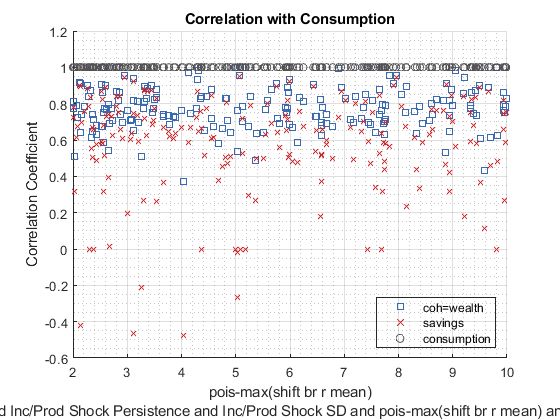 Correlation with Consumption
Correlation Coefficient
1.2
1
0.8
0.6
0.4
0.2
0
-0.2
-0.4
-0.6
2 3 4 5 6 7 8 9 10
coh=wealth
savings
consumption
pois-max(shift br r mean)
d Inc/Prod Shock Persistence and Inc/Prod Shock SD and pois-max(shift br r mean) ar